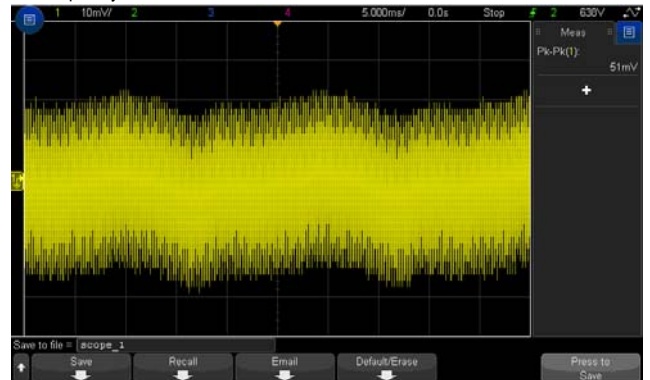 1 10mV/ 2 3 4 5.000ms/ 0.0s Stop 2 630V
Meas
Pk-Pk(1):
51mV
Save to file = scope_1
Save Recall Email Default/Erase Press to
Save